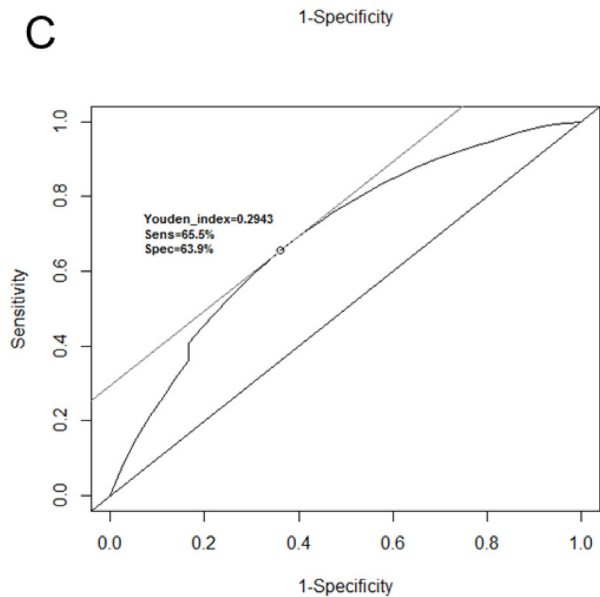 1-Specificity
C
Youden_index=0.2943
Sens=65.5%
Spec=63.9%
Sensitivity
1.0
0.8
0.6
0.4
0.2
0.0
0.0 0.2 0.4 0.6 0.8 1.0
1-Specificity